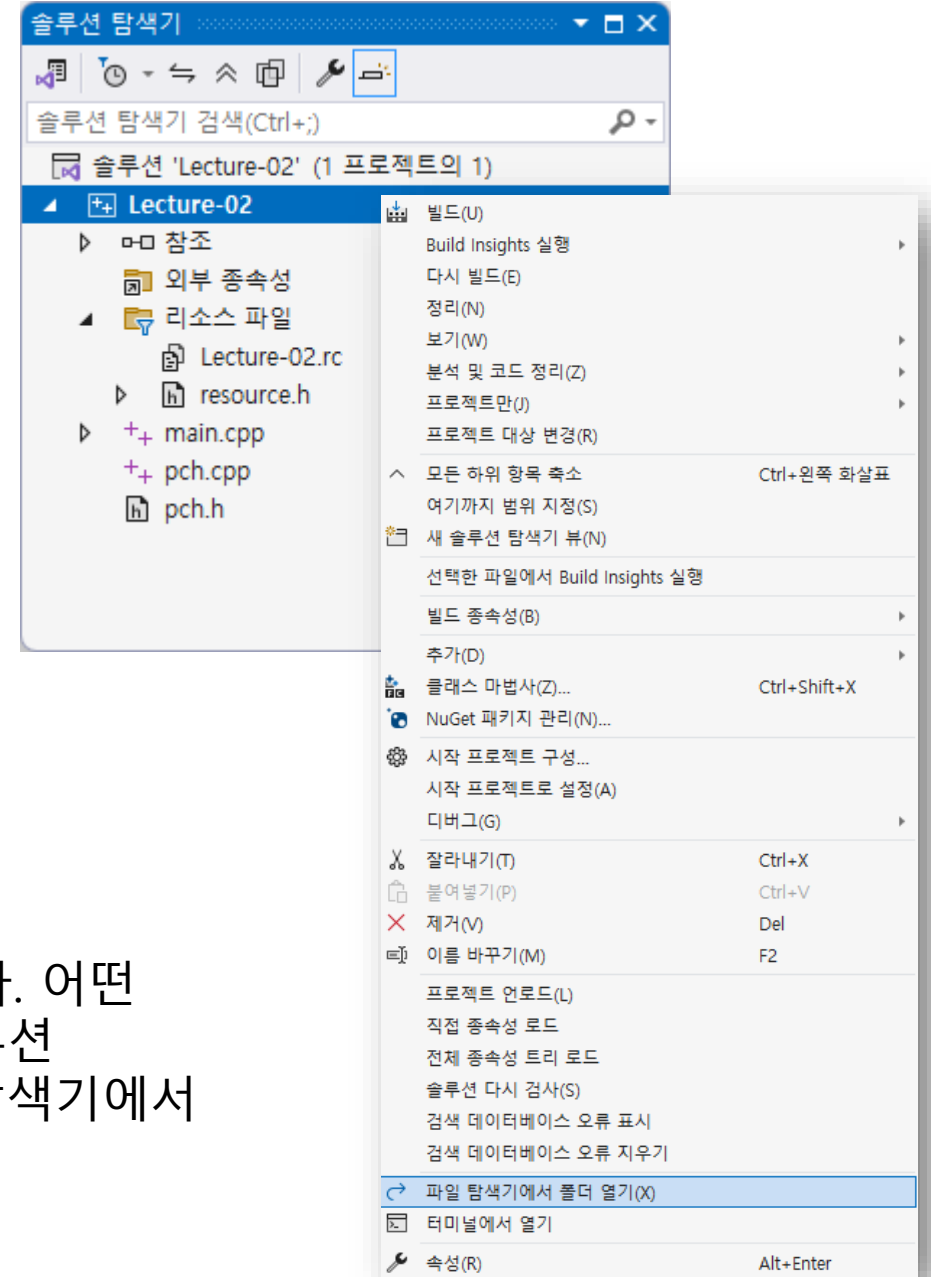 솔루션 탐색기
솔루션 탐색기 검색(Ctrl+;)
솔루션 'Lecture-02' (1 프로젝트의 1)
Lecture-02
참조
외부 종속성
리소스 파일
Lecture-02.rc
resource.h
main.cpp
pch.cpp
pch.h
빌드(U)
Build Insights 실행
다시 빌드(E)
정리(N)
보기(W)
분석 및 코드 정리(Z)
프로젝트만(J)
프로젝트 대상 변경(R)
모든 하위 항목 축소 Ctrl+왼쪽 화살표
여기까지 범위 지정(S)
새 솔루션 탐색기 뷰(N)
선택한 파일에서 Build Insights 실행
빌드 종속성(B)
추가(D)
클래스 마법사(Z)... Ctrl+Shift+X
NuGet 패키지 관리(N)...
시작 프로젝트 구성...
시작 프로젝트로 설정(A)
디버그(G)
잘라내기(T) Ctrl+X
붙여넣기(P) Ctrl+V
제거(V) Del
이름 바꾸기(M) F2
프로젝트 언로드(L)
직접 종속성 로드
전체 종속성 트리 로드
솔루션 다시 검사(S)
검색 데이터베이스 오류 표시
검색 데이터베이스 오류 지우기
파일 탐색기에서 폴더 열기(X)
터미널에서 열기
속성(R) Alt+Enter
어떤
션
색기에서